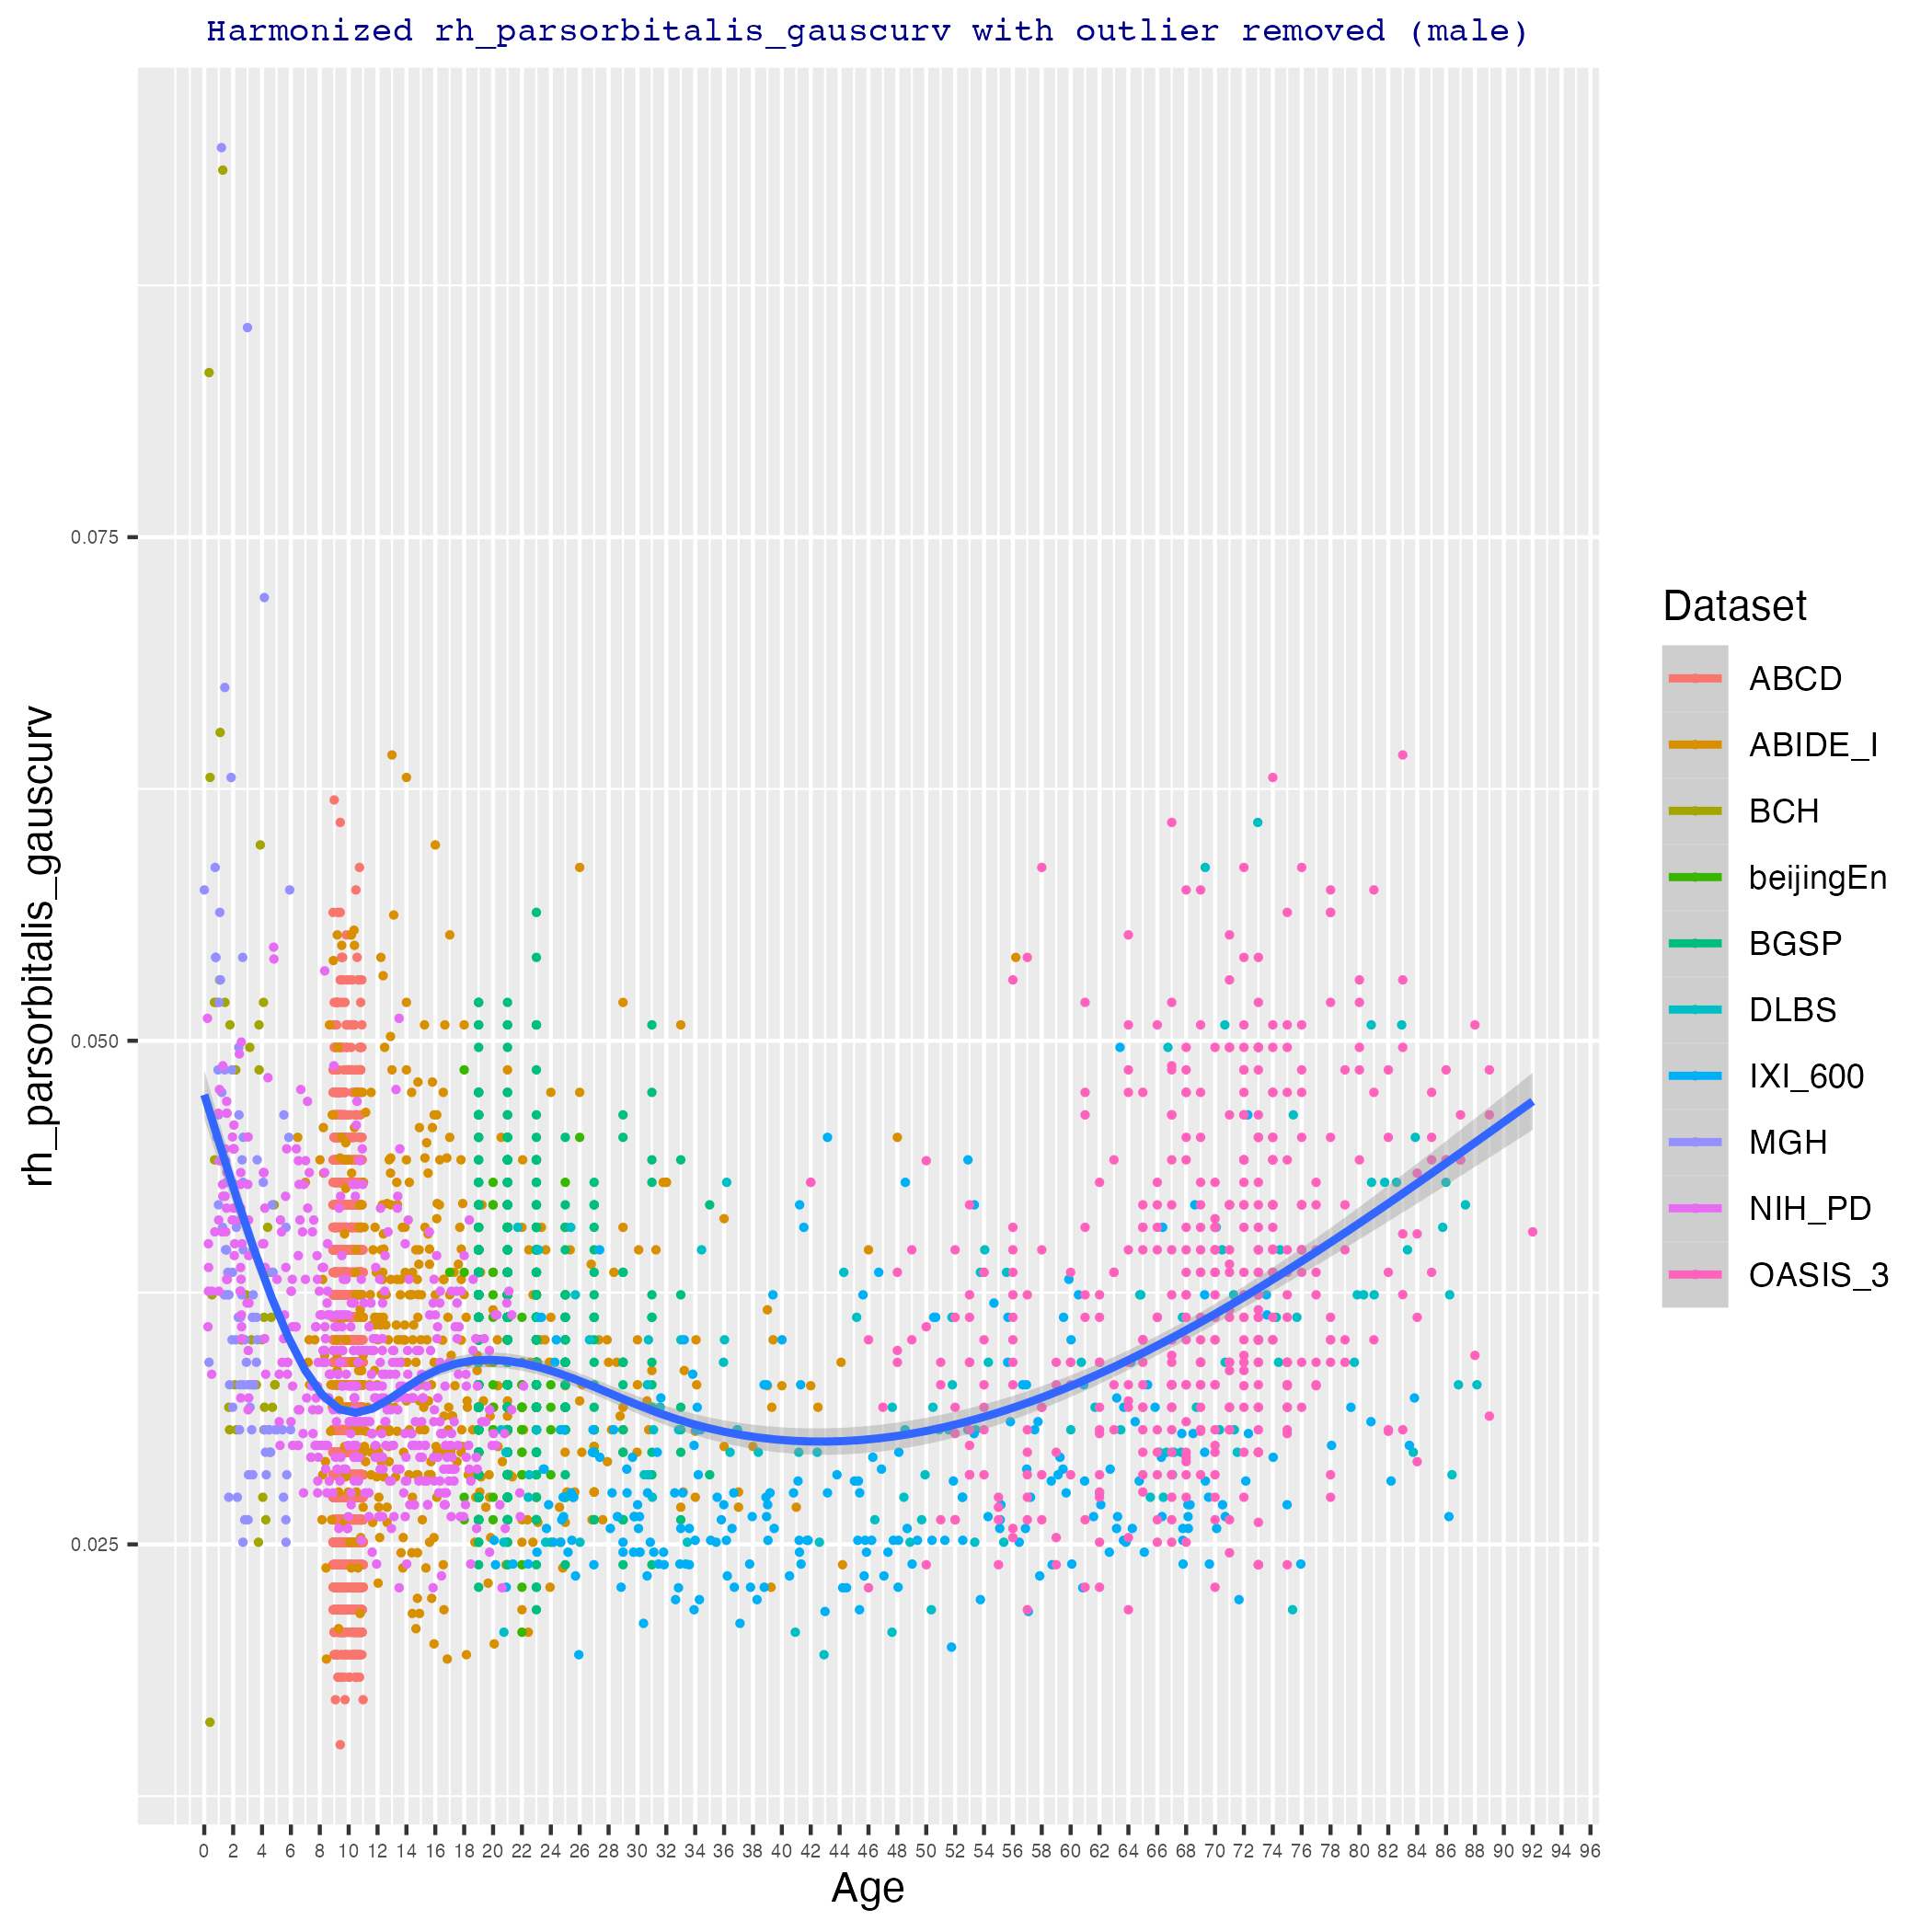 Harmonized rh_parsorbitalis_gauscurv with outlier removed (male)
rh_parsorbitalis_gauscurv
0.075
0.050
0.025
0 2 4 6 8 10 12 14 16 18 20 22 24 26 28 30 32 34 36 38 40 42 44 46 48 50 52 54 56 58 60 62 64 66 68 70 72 74 76 78 80 82 84 86 88 90 92 94 96
Age
Dataset
ABCD
ABIDE_I
BCH
beijingEn
BGSP
DLBS
IXI_600
MGH
NIH_PD
OASIS_3